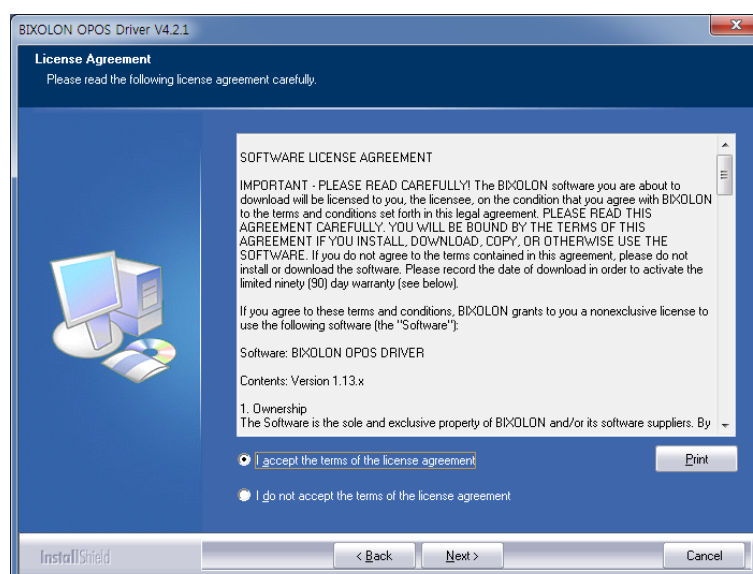 BIXOLON OPOS Driver V4.2.1
License Agreement
Please read the following license agreement carefully.
SOFTWARE LICENSE AGREEMENT
IMPORTANT - PLEASE READ CAREFULLY! The BIXOLON software you are about to
download will be licensed to you, the licensee, on the condition that you agree with BIXOLON
to the terms and conditions set forth in this legal agreement. PLEASE READ THIS
AGREEMENT CAREFULLY. YOU WILL BE BOUND BY THE TERMS OF THIS
AGREEMENT IF YOU INSTALL, DOWNLOAD, COPY, OR OTHERWISE USE THE
SOFTWARE. If you do not agree to the terms contained in this agreement, please do not
install or download the software. Please record the date of download in order to activate the
limited ninety (90) day warranty (see below).
If you agree to these terms and conditions, BIXOLON grants to you a nonexclusive license to
use the following software (the "Software"):
Software: BIXOLON OPOS DRIVER
Contents: Version 1.13.x
1. Ownership
The Software is the sole and exclusive property of BIXOLON and/or its software suppliers. By
I accept the terms of the license agreement
Print
I do not accept the terms of the license agreement
InstallShield
< Back
Next >
Cancel